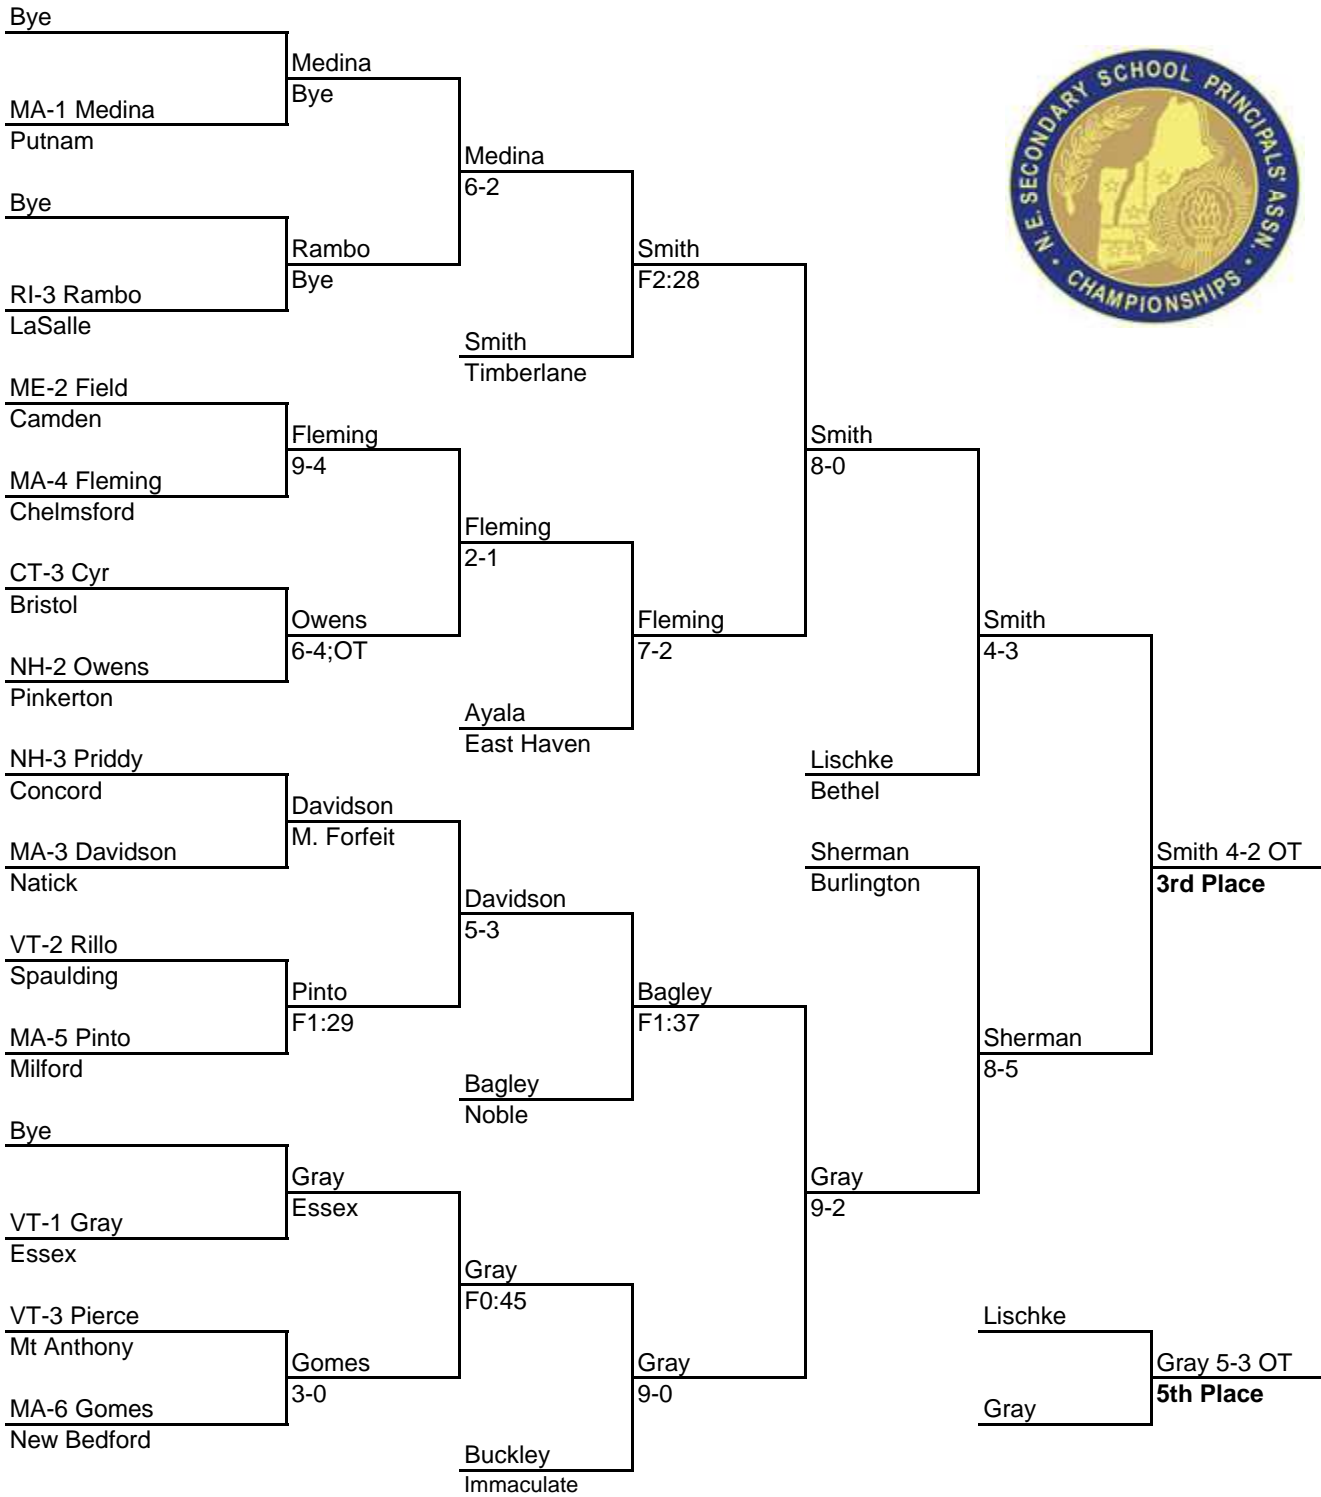 Bye
Medina
Bye
MA-1 Medina
Putnam
Medina
6-2
Bye
Rambo
Bye
RI-3 Rambo
LaSalle
Smith
F2:28
Smith
Timberlane
ME-2 Field
Camden
Fleming
9-4
MA-4 Fleming
Chelmsford
Smith
8-0
Fleming
2-1
CT-3 Cyr
Bristol
Owens
6-4;OT
NH-2 Owens
Pinkerton
Fleming
7-2
Smith
4-3
Ayala
East Haven
NH-3 Priddy
Concord
Davidson
M. Forfeit
Lischke
Bethel
MA-3 Davidson
Natick
Sherman
Burlington
Smith 4-2 OT
3rd Place
Davidson
5-3
VT-2 Rillo
Spaulding
Pinto
F1:29
Bagley
F1:37
MA-5 Pinto
Milford
Sherman
8-5
Bagley
Noble
Bye
Gray
Essex
Gray
9-2
VT-1 Gray
Essex
Gray
F0:45
VT-3 Pierce
Mt Anthony
Lischke
Gomes
3-0
Gray
9-0
Gray 5-3 OT
5th Place
MA-6 Gomes
New Bedford
Gray
Buckley
Immaculate
N.E. SECONDARY SCHOOL PRINCIPALS' ASSN.
• CHAMPIONSHIPS •